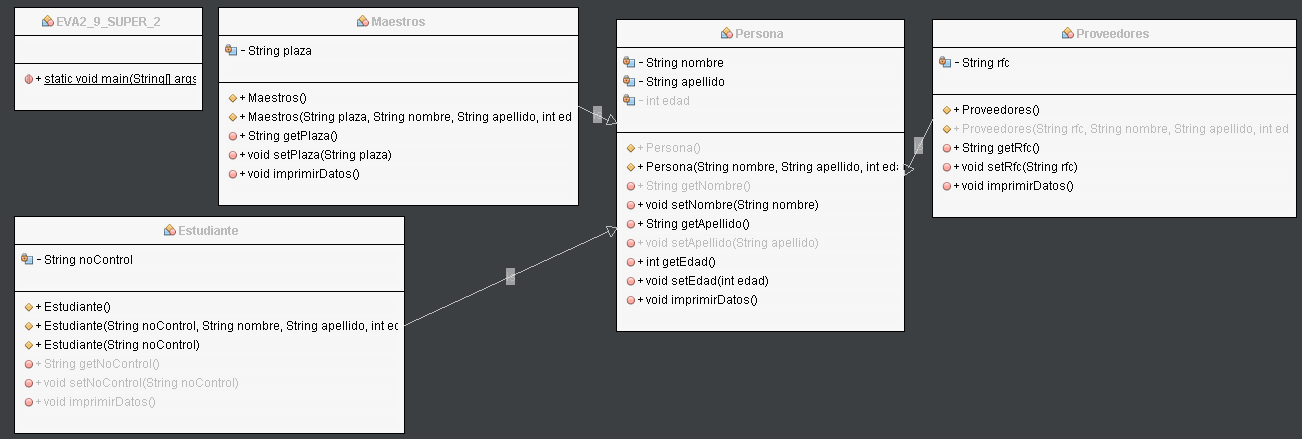 EVA2_9_SUPER_2
+ static void main(String[] args
Maestros
- String plaza
+ Maestros()
+ Maestros(String plaza, String nombre, String apellido, int ed
+ String getPlaza()
+ void setPlaza(String plaza)
+ void imprimirDatos()
Persona
- String nombre
- String apellido
- int edad
+ Persona()
+ Persona(String nombre, String apellido, int eda
+ String getNombre()
+ void setNombre(String nombre)
+ String getApellido()
+ void setApellido(String apellido)
+ int getEdad()
+ void setEdad(int edad)
+ void imprimirDatos()
Proveedores
- String rfc
+ Proveedores()
+ Proveedores(String rfc, String nombre, String apellido, int ed
+ String getRfc()
+ void setRfc(String rfc)
+ void imprimirDatos()
Estudiante
- String noControl
+ Estudiante()
+ Estudiante(String noControl, String nombre, String apellido, int ec
+ Estudiante(String noControl)
+ String getNoControl()
+ void setNoControl(String noControl)
+ void imprimirDatos()